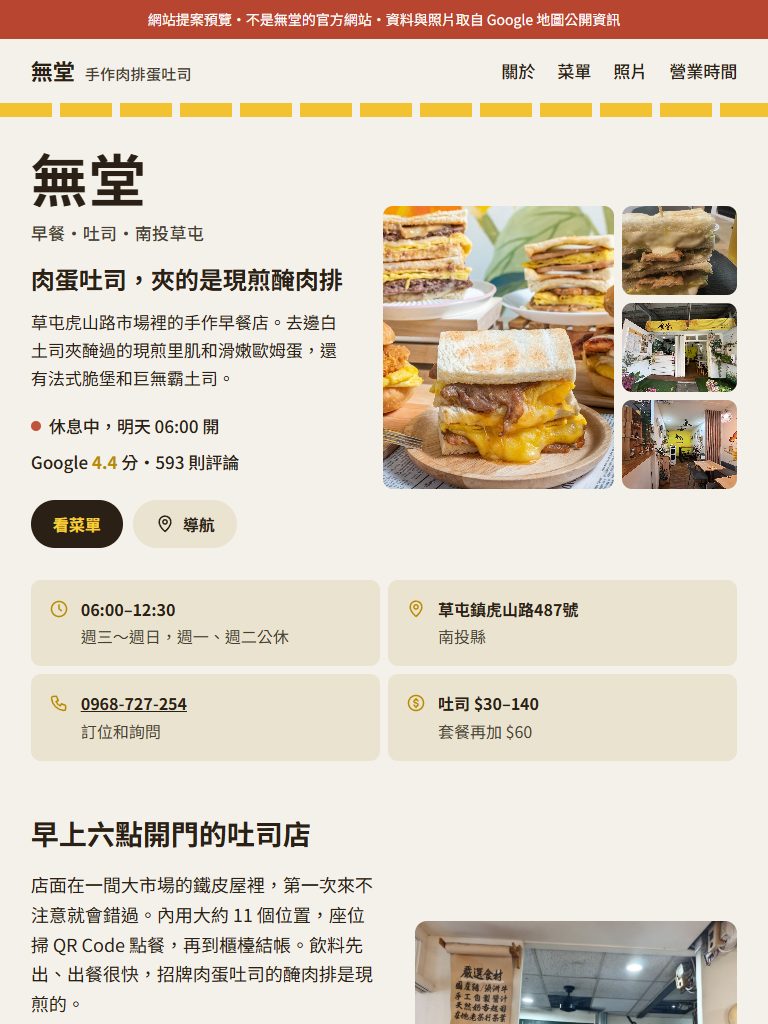 網站提案預覽・不是無堂的官方網站・資料與照片取自 Google 地圖公開資訊
無堂 手作肉排蛋吐司
關於 菜單 照片 營業時間
無堂
早餐・吐司・南投草屯
肉蛋吐司，夾的是現煎醃肉排
草屯虎山路市場裡的手作早餐店。去邊白
土司夾醃過的現煎里肌和滑嫩歐姆蛋，還
有法式脆堡和巨無霸土司。
休息中，明天 06:00 開
Google 4.4 分・593 則評論
看菜單
導航
06:00–12:30
週三～週日，週一、週二公休
草屯鎮虎山路487號
南投縣
0968-727-254
訂位和詢問
吐司 $30–140
套餐再加 $60
早上六點開門的吐司店
店面在一間大市場的鐵皮屋裡，第一次來不
注意就會錯過。內用大約 11 個位置，座位
掃 QR Code 點餐，再到櫃檯結帳。飲料先
出、出餐很快，招牌肉蛋吐司的醃肉排是現
煎的。
嚴選食材